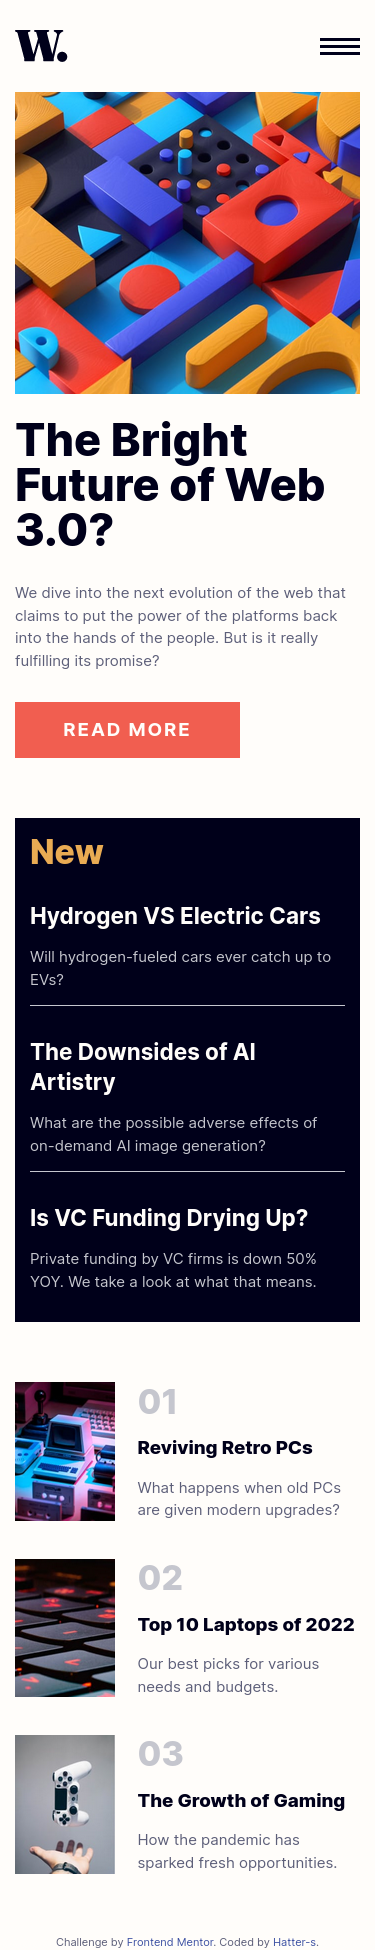 W.
The Bright
Future of Web
3.0?
We dive into the next evolution of the web that
claims to put the power of the platforms back
into the hands of the people. But is it really
fulfilling its promise?
READ MORE
New
Hydrogen VS Electric Cars
Will hydrogen-fueled cars ever catch up to
EVs?
The Downsides of AI
Artistry
What are the possible adverse effects of
on-demand AI image generation?
Is VC Funding Drying Up?
Private funding by VC firms is down 50%
YOY. We take a look at what that means.
01
Reviving Retro PCs
What happens when old PCs
are given modern upgrades?
02
Top 10 Laptops of 2022
Our best picks for various
needs and budgets.
03
The Growth of Gaming
How the pandemic has
sparked fresh opportunities.
Challenge by Frontend Mentor. Coded by Hatter-s.